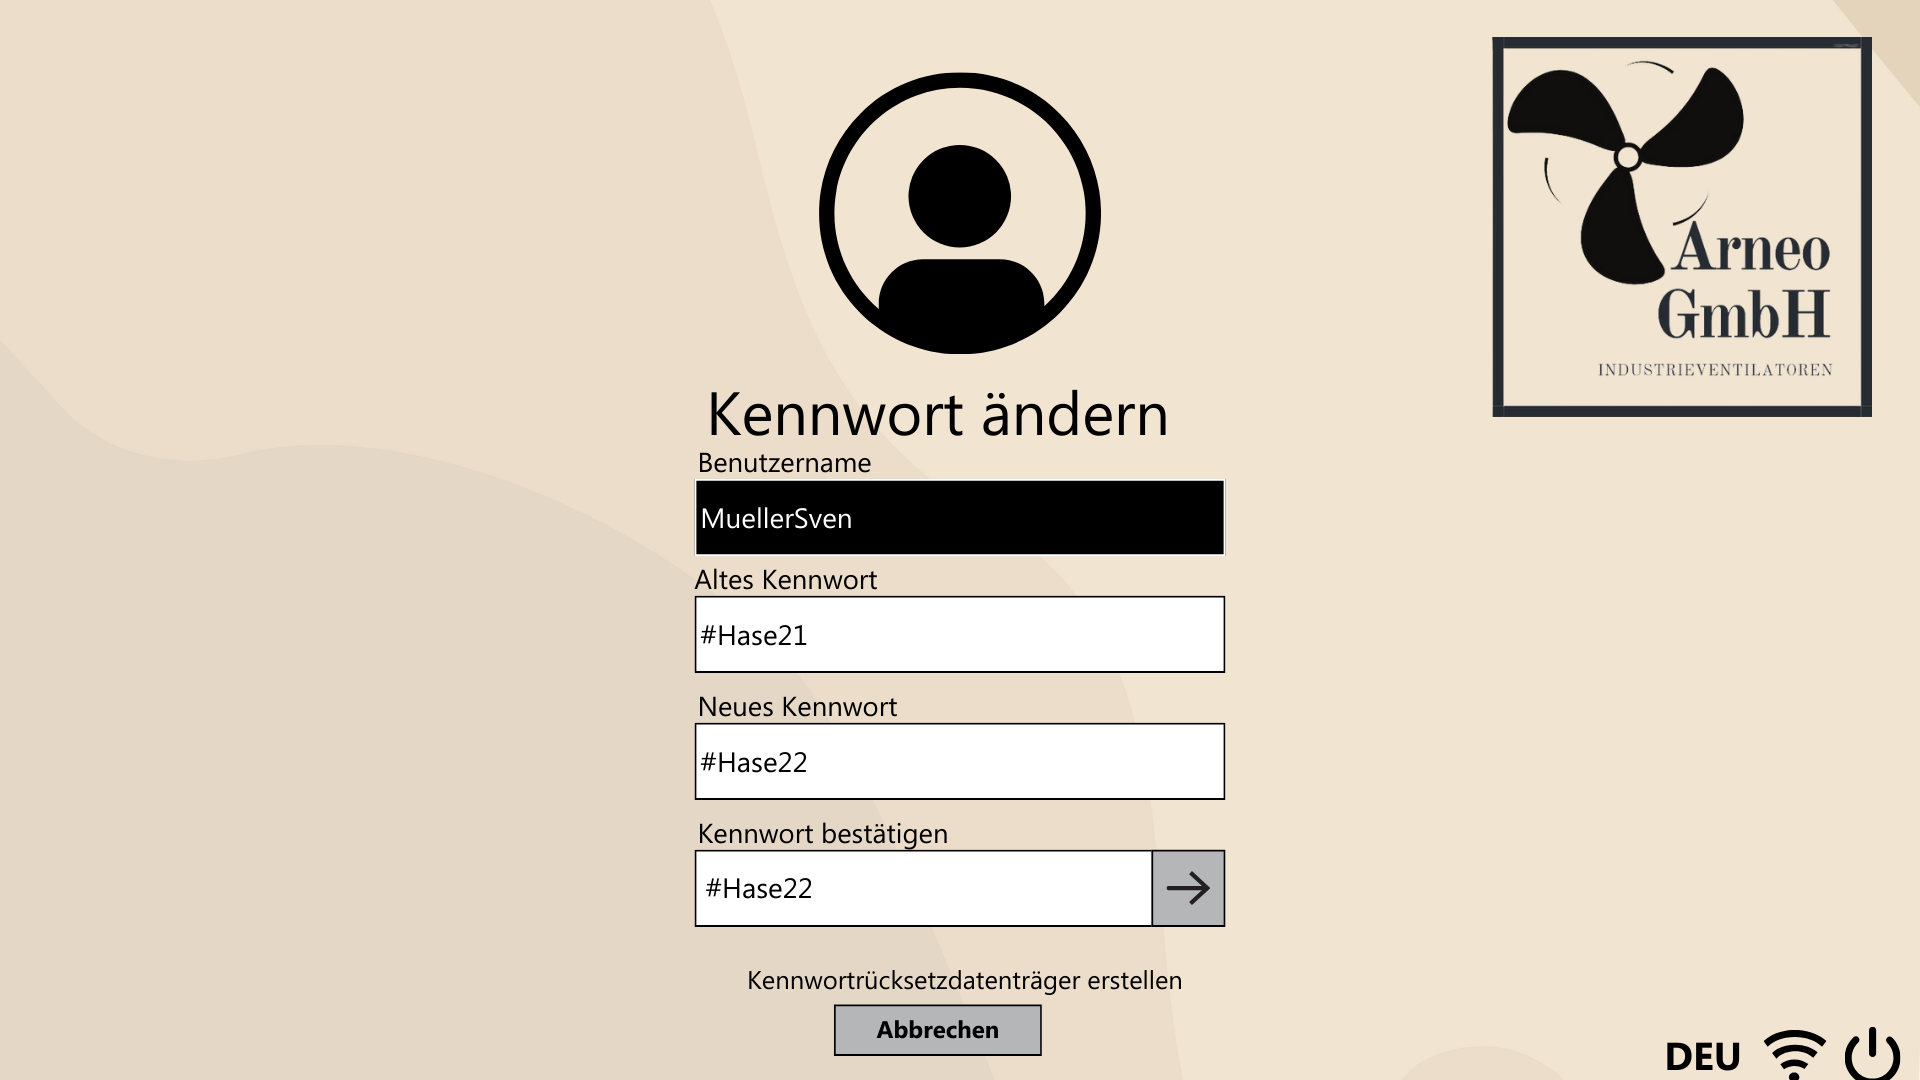 Arneo
GmbH
INDUSTRIEVENTILATOREN
Kennwort ändern
Benutzername
MuellerSven
Altes Kennwort
#Hase21
Neues Kennwort
#Hase22
Kennwort bestätigen
#Hase22
Kennwortrücksetzdatenträger erstellen
Abbrechen
DEU